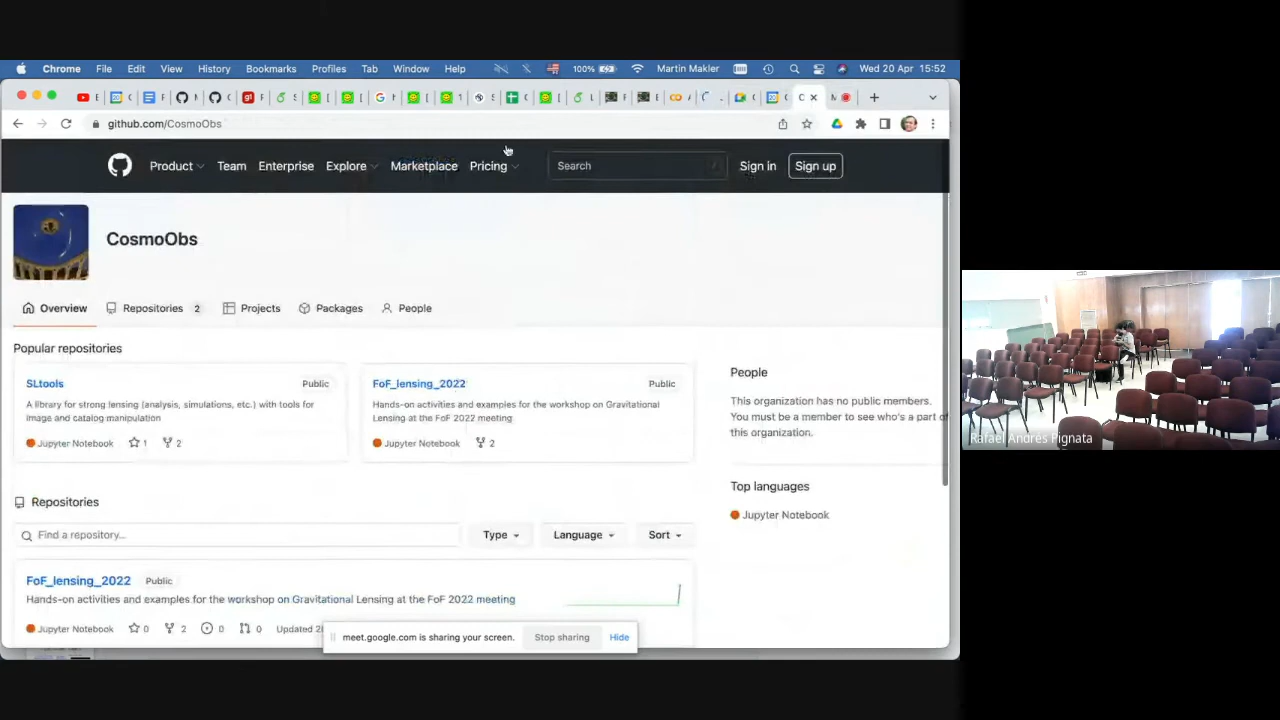 Chrome File Edit View History Bookmarks Profiles Tab Window Help 100% Martin Makler Wed 20 Apr 15:52
github.com/CosmoObs
Product Team Enterprise Explore Marketplace Pricing Search / Sign in Sign up
CosmoObs
Overview Repositories 2 Projects Packages People
Popular repositories
SLtools Public
A library for strong lensing (analysis, simulations, etc.) with tools for
image and catalog manipulation
Jupyter Notebook 1 2
FoF_lensing_2022 Public
Hands-on activities and examples for the workshop on Gravitational
Lensing at the FoF 2022 meeting
Jupyter Notebook 2
People
This organization has no public members.
You must be a member to see who's a part of
this organization.
Top languages
Jupyter Notebook
Repositories
Find a repository...
Type Language Sort
FoF_lensing_2022 Public
Hands-on activities and examples for the workshop on Gravitational Lensing at the FoF 2022 meeting
Jupyter Notebook 0 2 0 0 Updated
meet.google.com is sharing your screen. Stop sharing Hide
Rafael Andrés Pignata